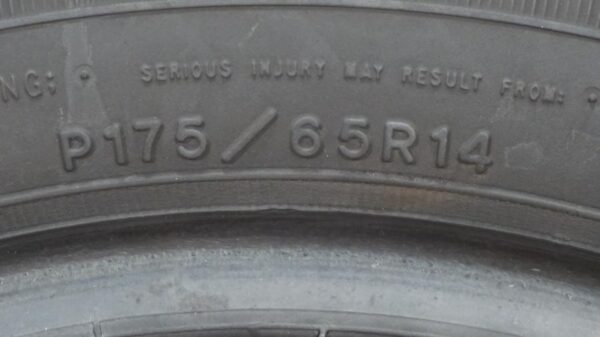 NG: • SERIOUS INJURY MAY RESULT FROM: •
P175/65R14